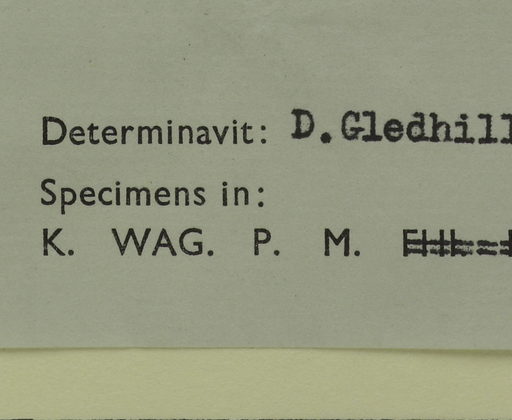 Determinavit: D. Gledhill
Specimens in:
K. WAG. P. M.